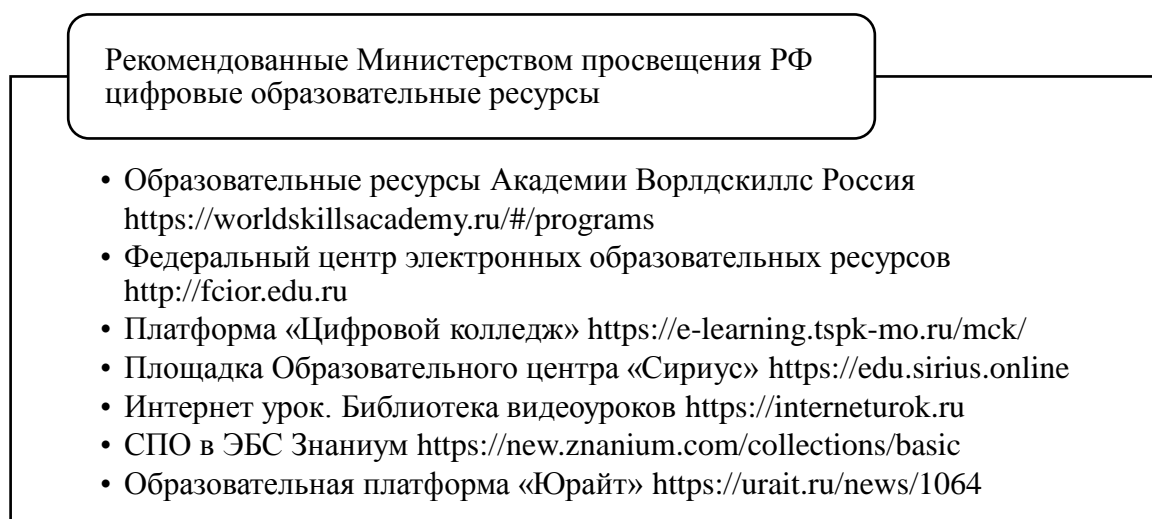 Рекомендованные Министерством просвещения РФ
цифровые образовательные ресурсы
• Образовательные ресурсы Академии Ворлдскиллс Россия
https://worldskillsacademy.ru/#/programs
• Федеральный центр электронных образовательных ресурсов
http://fcior.edu.ru
• Платформа «Цифровой колледж» https://e-learning.tspk-mo.ru/mck/
• Площадка Образовательного центра «Сириус» https://edu.sirius.online
• Интернет урок. Библиотека видеоуроков https://interneturok.ru
• СПО в ЭБС Знаниум https://new.znanium.com/collections/basic
• Образовательная платформа «Юрайт» https://urait.ru/news/1064